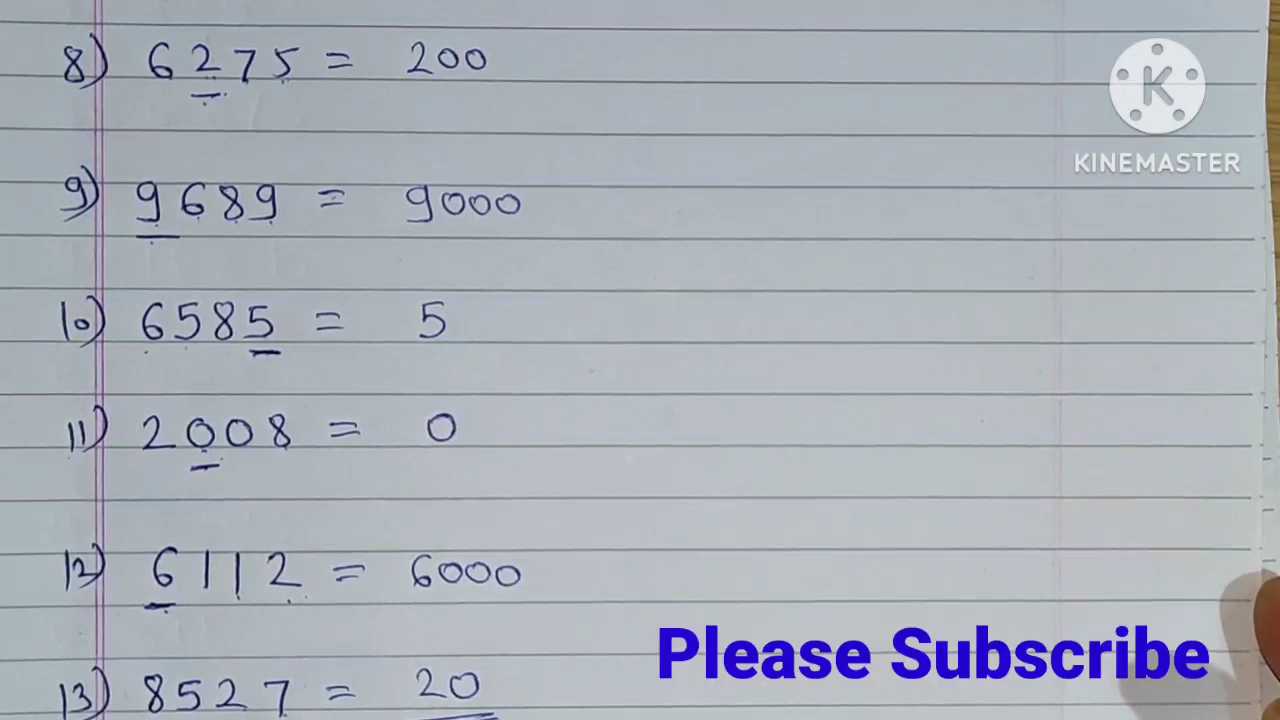 8) 6275 = 200
KINEMASTER
9) 9689 = 9000
10) 6585 = 5
11) 2008 = 0
12) 6112 = 6000
Please Subscribe
13) 8527 = 20